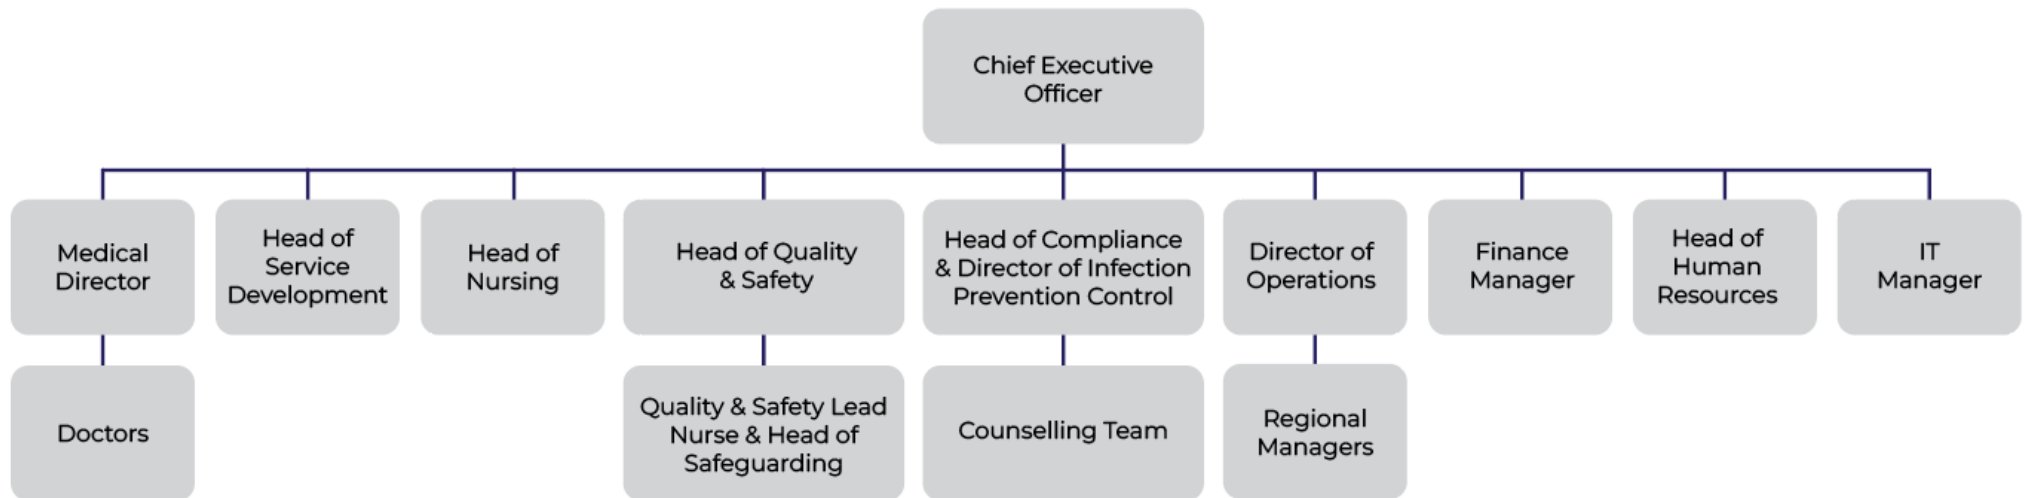 Chief Executive
Officer
Medical
Director
Head of
Service
Development
Head of
Nursing
Head of Quality
& Safety
Head of Compliance
& Director of Infection
Prevention Control
Director of
Operations
Finance
Manager
Head of
Human
Resources
IT
Manager
Doctors
Quality & Safety Lead
Nurse & Head of
Safeguarding
Counselling Team
Regional
Managers